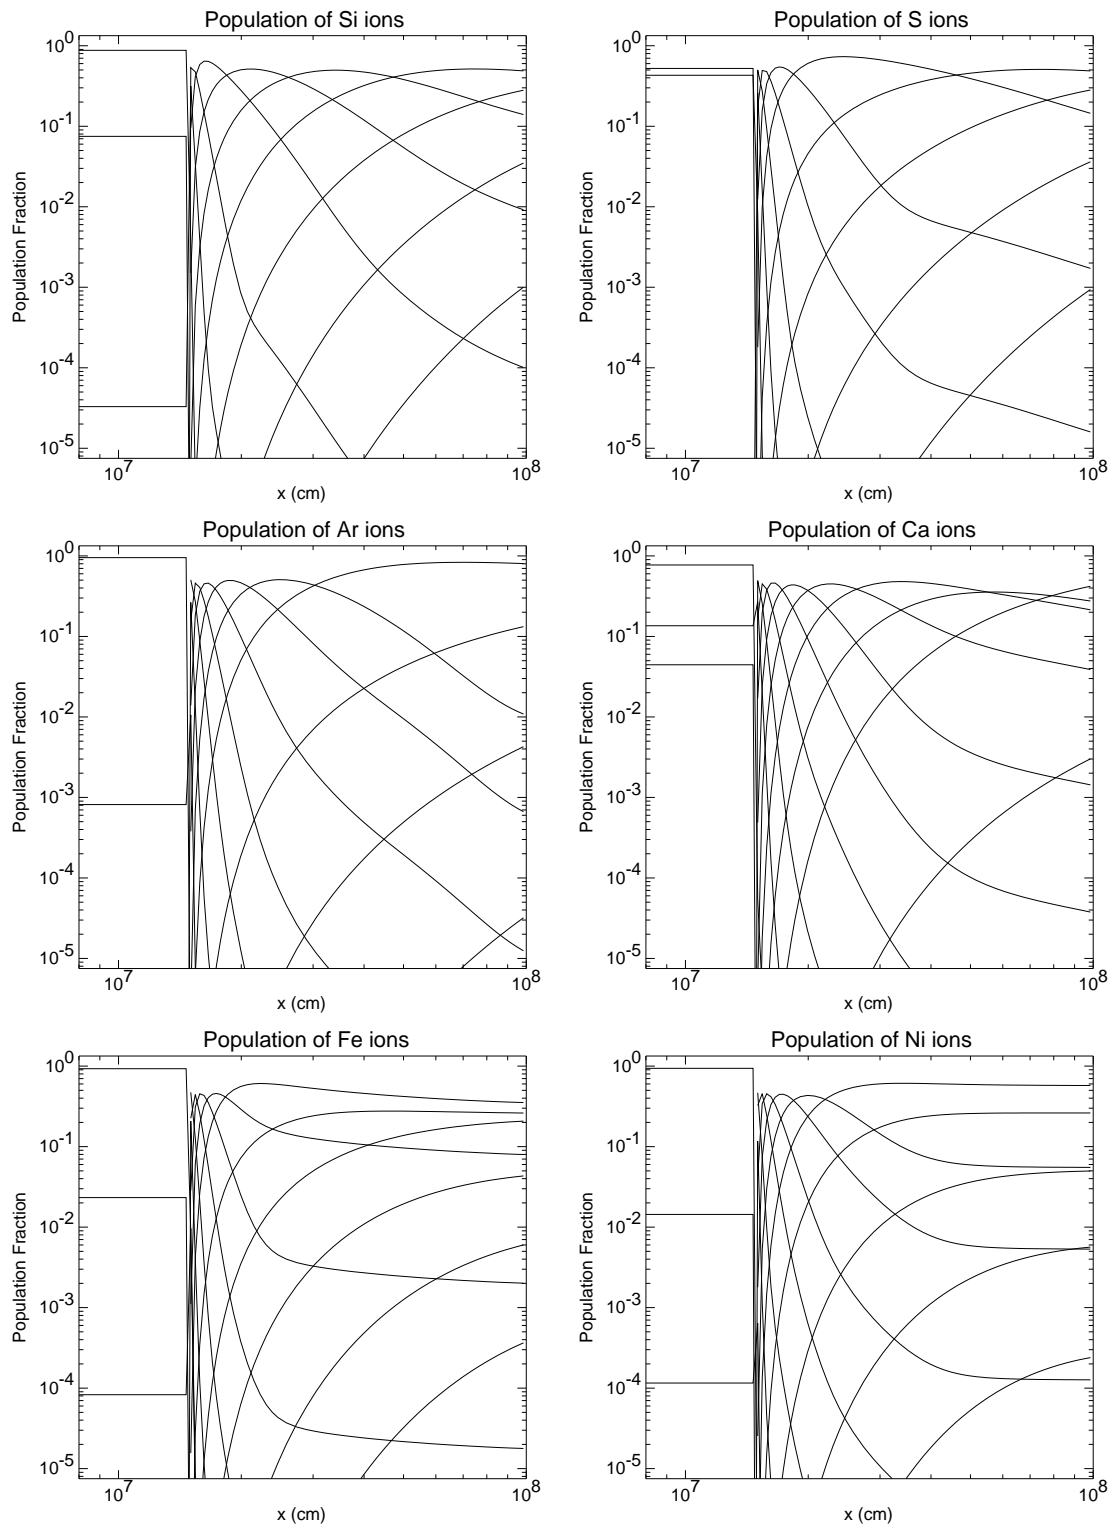 Population of Si ions
Population Fraction
10^0
10^-1
10^-2
10^-3
10^-4
10^-5
10^7
10^8
x (cm)
Population of S ions
Population Fraction
10^0
10^-1
10^-2
10^-3
10^-4
10^-5
10^7
10^8
x (cm)
Population of Ar ions
Population Fraction
10^0
10^-1
10^-2
10^-3
10^-4
10^-5
10^7
10^8
x (cm)
Population of Ca ions
Population Fraction
10^0
10^-1
10^-2
10^-3
10^-4
10^-5
10^7
10^8
x (cm)
Population of Fe ions
Population Fraction
10^0
10^-1
10^-2
10^-3
10^-4
10^-5
10^7
10^8
x (cm)
Population of Ni ions
Population Fraction
10^0
10^-1
10^-2
10^-3
10^-4
10^-5
10^7
10^8
x (cm)